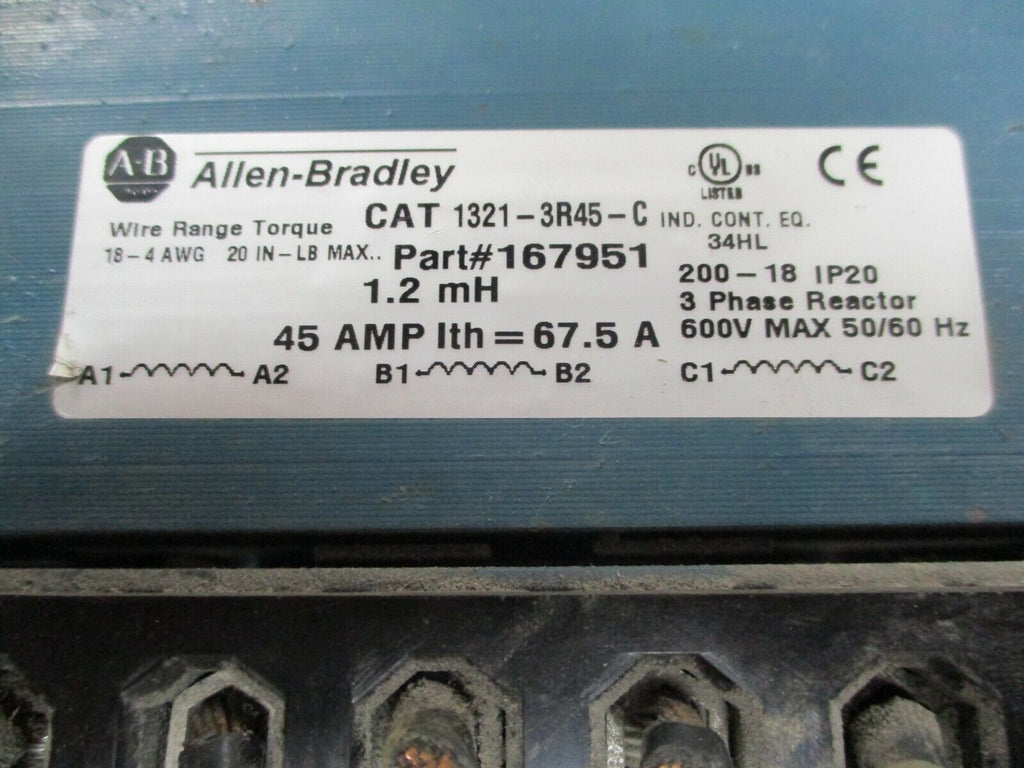 A-B Allen-Bradley
C UL US
LISTED
CE
CAT 1321-3R45-C
IND. CONT. EQ.
34HL
Wire Range Torque
18-4 AWG 20 IN-LB MAX..
Part#167951
200-18 IP20
1.2 mH
3 Phase Reactor
45 AMP Ith = 67.5 A
600V MAX 50/60 Hz
A1 A2 B1 B2 C1 C2